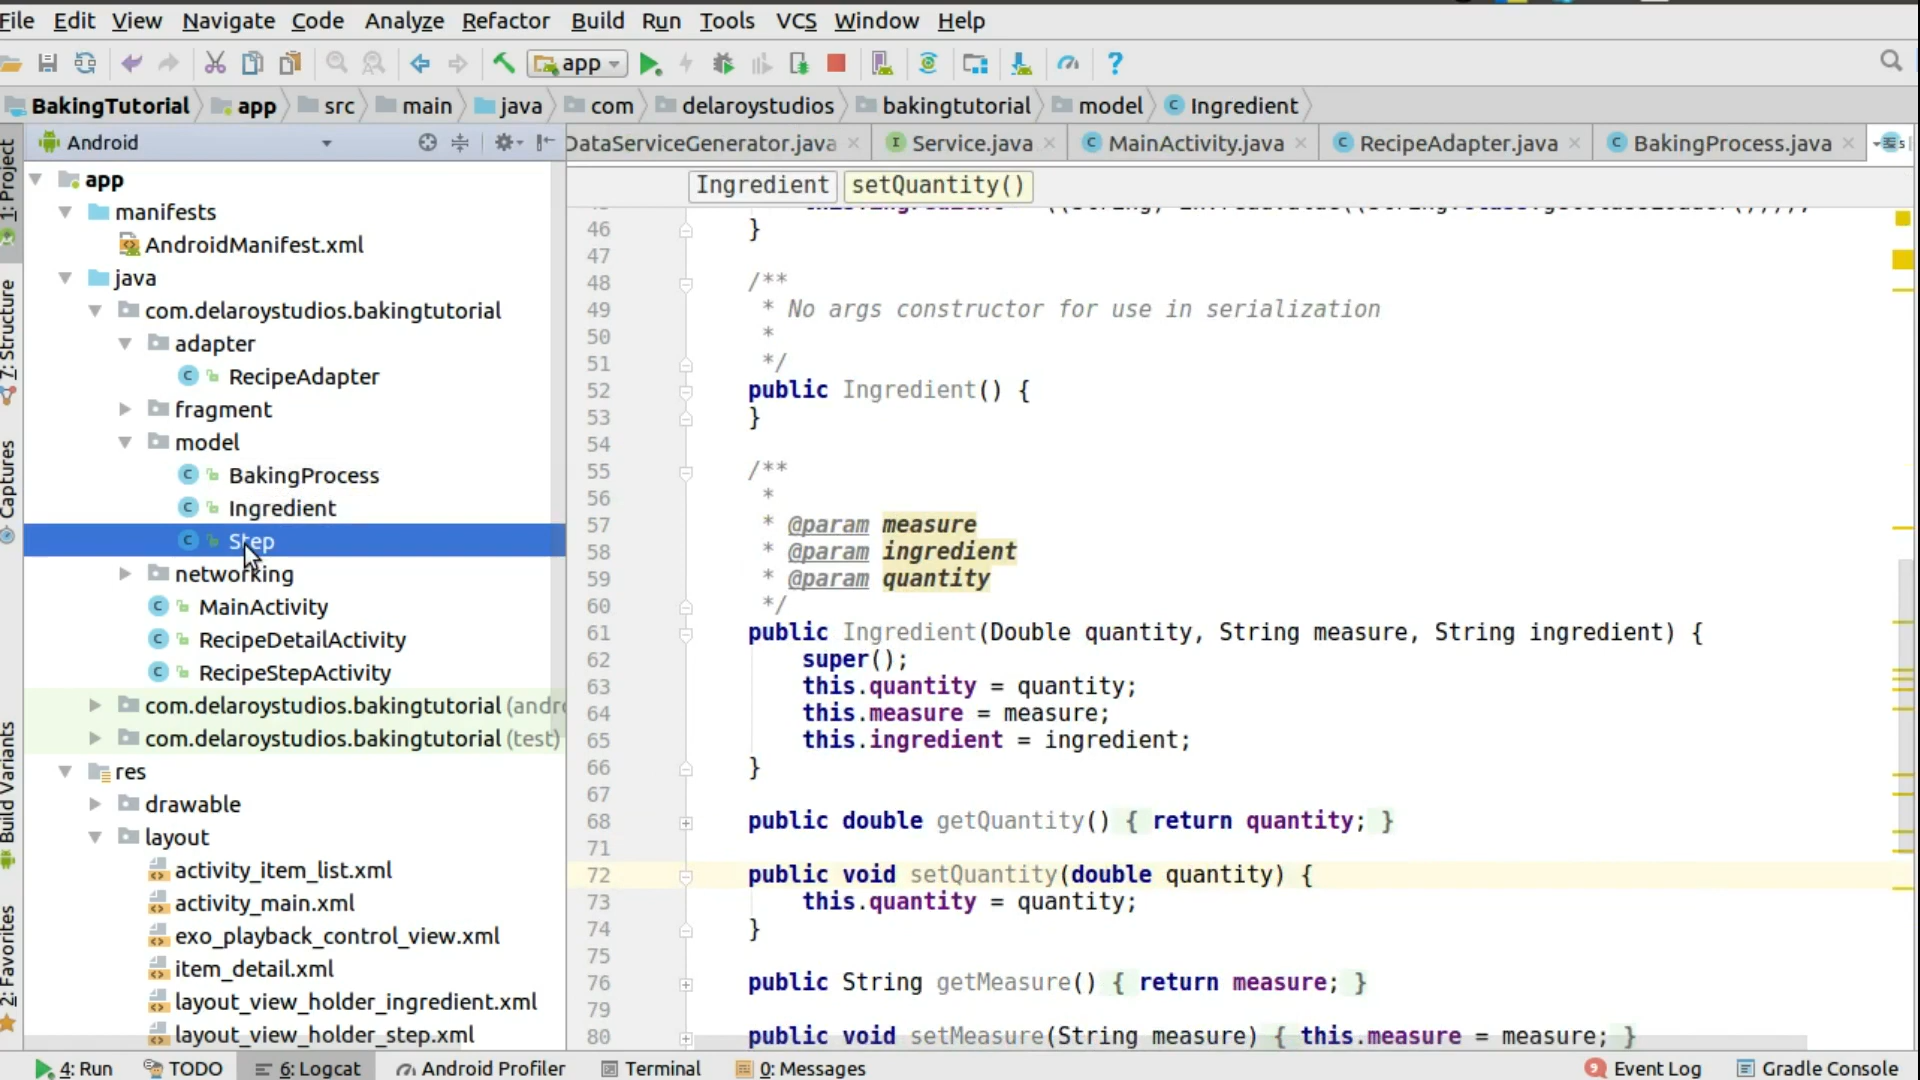 File Edit View Navigate Code Analyze Refactor Build Run Tools VCS Window Help
app
BakingTutorial app src main java com delaroystudios bakingtutorial model Ingredient
Android
DataServiceGenerator.java Service.java MainActivity.java RecipeAdapter.java BakingProcess.java
Ingredient setQuantity()
1: Project
7: Structure
Captures
Build Variants
2: Favorites
app
manifests
AndroidManifest.xml
java
com.delaroystudios.bakingtutorial
adapter
RecipeAdapter
fragment
model
BakingProcess
Ingredient
Step
networking
MainActivity
RecipeDetailActivity
RecipeStepActivity
com.delaroystudios.bakingtutorial
com.delaroystudios.bakingtutorial (test)
res
drawable
layout
activity_item_list.xml
activity_main.xml
exo_playback_control_view.xml
item_detail.xml
layout_view_holder_ingredient.xml
layout_view_holder_step.xml
46 }
47
48 /**
49 * No args constructor for use in serialization
50 *
51 */
52 public Ingredient() {
53 }
54
55 /**
56 *
57 * @param measure
58 * @param ingredient
59 * @param quantity
60 */
61 public Ingredient(Double quantity, String measure, String ingredient) {
62 super();
63 this.quantity = quantity;
64 this.measure = measure;
65 this.ingredient = ingredient;
66 }
67
68 public double getQuantity() { return quantity; }
71
72 public void setQuantity(double quantity) {
73 this.quantity = quantity;
74 }
75
76 public String getMeasure() { return measure; }
79
80 public void setMeasure(String measure) { this.measure = measure; }
4: Run TODO 6: Logcat Android Profiler Terminal 0: Messages 9 Event Log Gradle Console